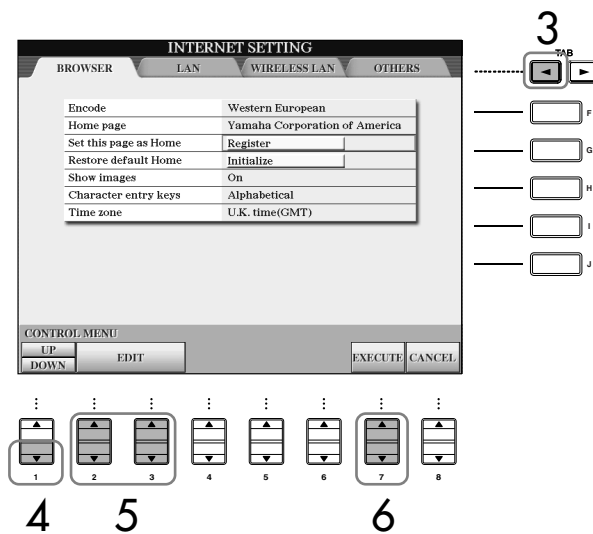 3
INTERNET SETTING
TAB
BROWSER LAN WIRELESS LAN OTHERS
Encode Western European
Home page Yamaha Corporation of America
Set this page as Home Register
Restore default Home Initialize
Show images On
Character entry keys Alphabetical
Time zone U.K. time(GMT)
F
G
H
I
J
CONTROL MENU
UP
DOWN
EDIT EXECUTE CANCEL
1 2 3 4 5 6 7 8
4 5 6